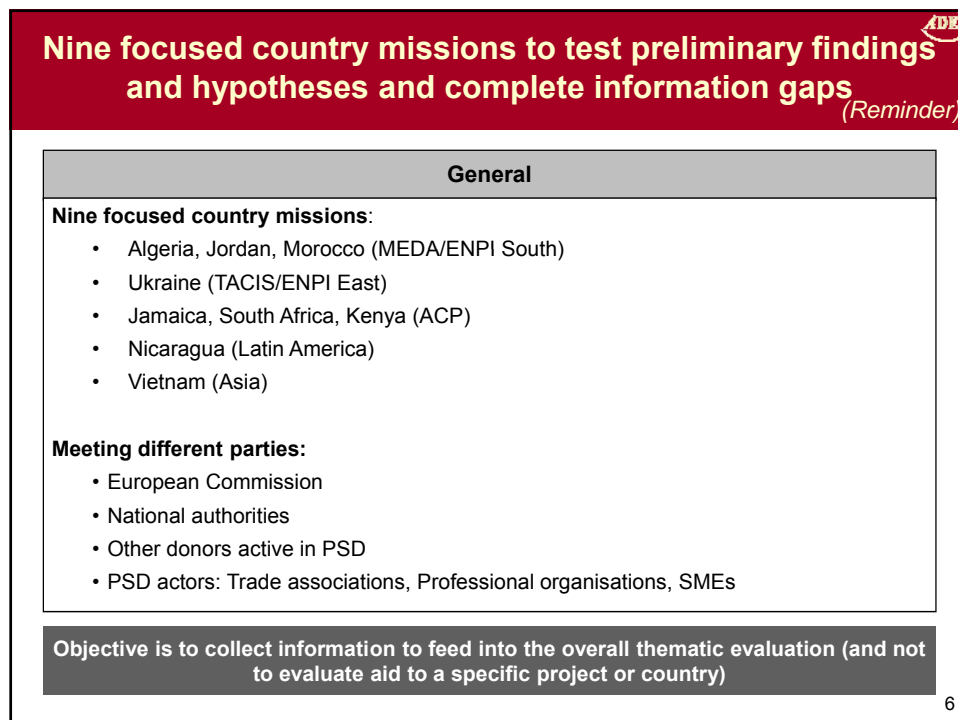 ADE
Nine focused country missions to test preliminary findings
and hypotheses and complete information gaps
(Reminder)
General
Nine focused country missions:
• Algeria, Jordan, Morocco (MEDA/ENPI South)
• Ukraine (TACIS/ENPI East)
• Jamaica, South Africa, Kenya (ACP)
• Nicaragua (Latin America)
• Vietnam (Asia)
Meeting different parties:
• European Commission
• National authorities
• Other donors active in PSD
• PSD actors: Trade associations, Professional organisations, SMEs
Objective is to collect information to feed into the overall thematic evaluation (and not
to evaluate aid to a specific project or country)
6